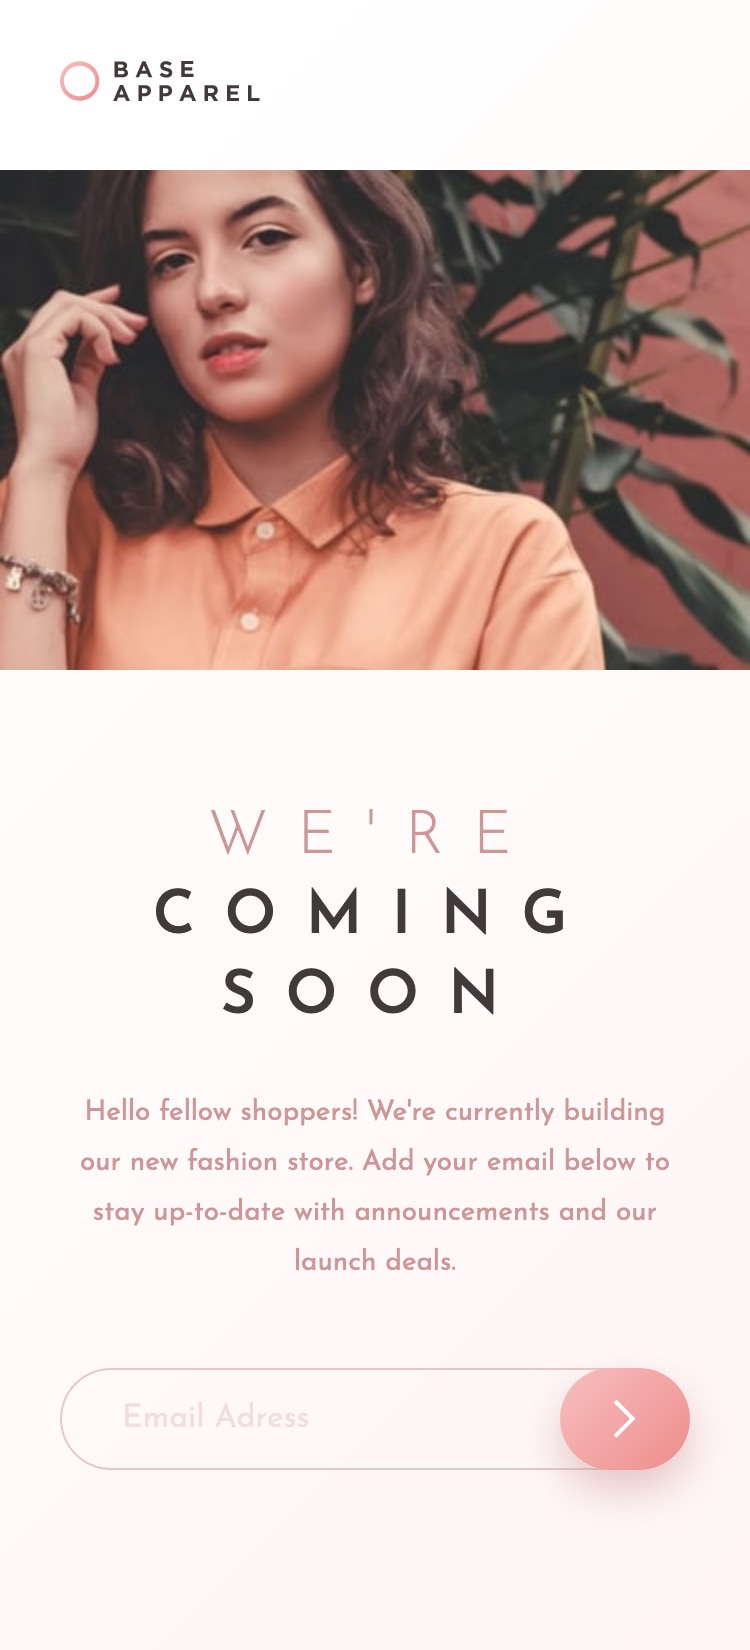 BASE
APPAREL
WE'RE
COMING
SOON
Hello fellow shoppers! We're currently building
our new fashion store. Add your email below to
stay up-to-date with announcements and our
launch deals.
Email Adress